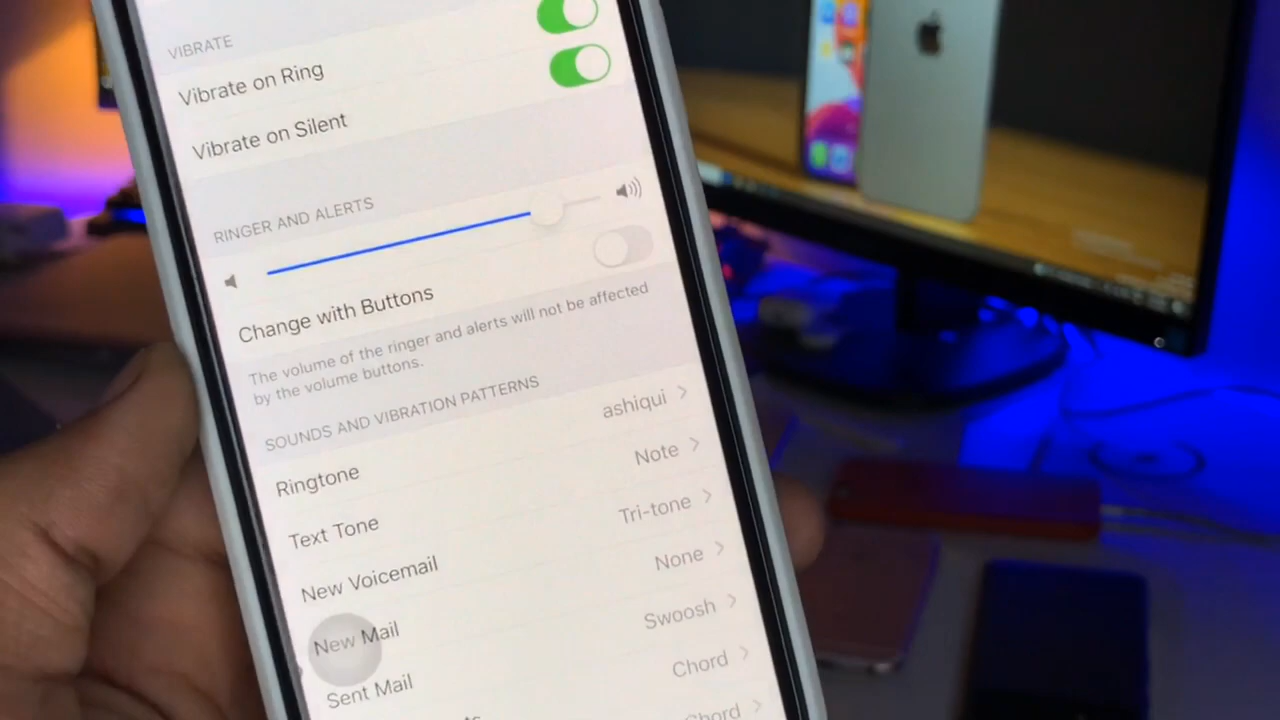 VIBRATE
Vibrate on Ring
Vibrate on Silent
RINGER AND ALERTS
Change with Buttons
The volume of the ringer and alerts will not be affected
by the volume buttons.
SOUNDS AND VIBRATION PATTERNS
Ringtone ashiqui
Text Tone Note
New Voicemail Tri-tone
New Mail None
Sent Mail Swoosh
Chord
Chord